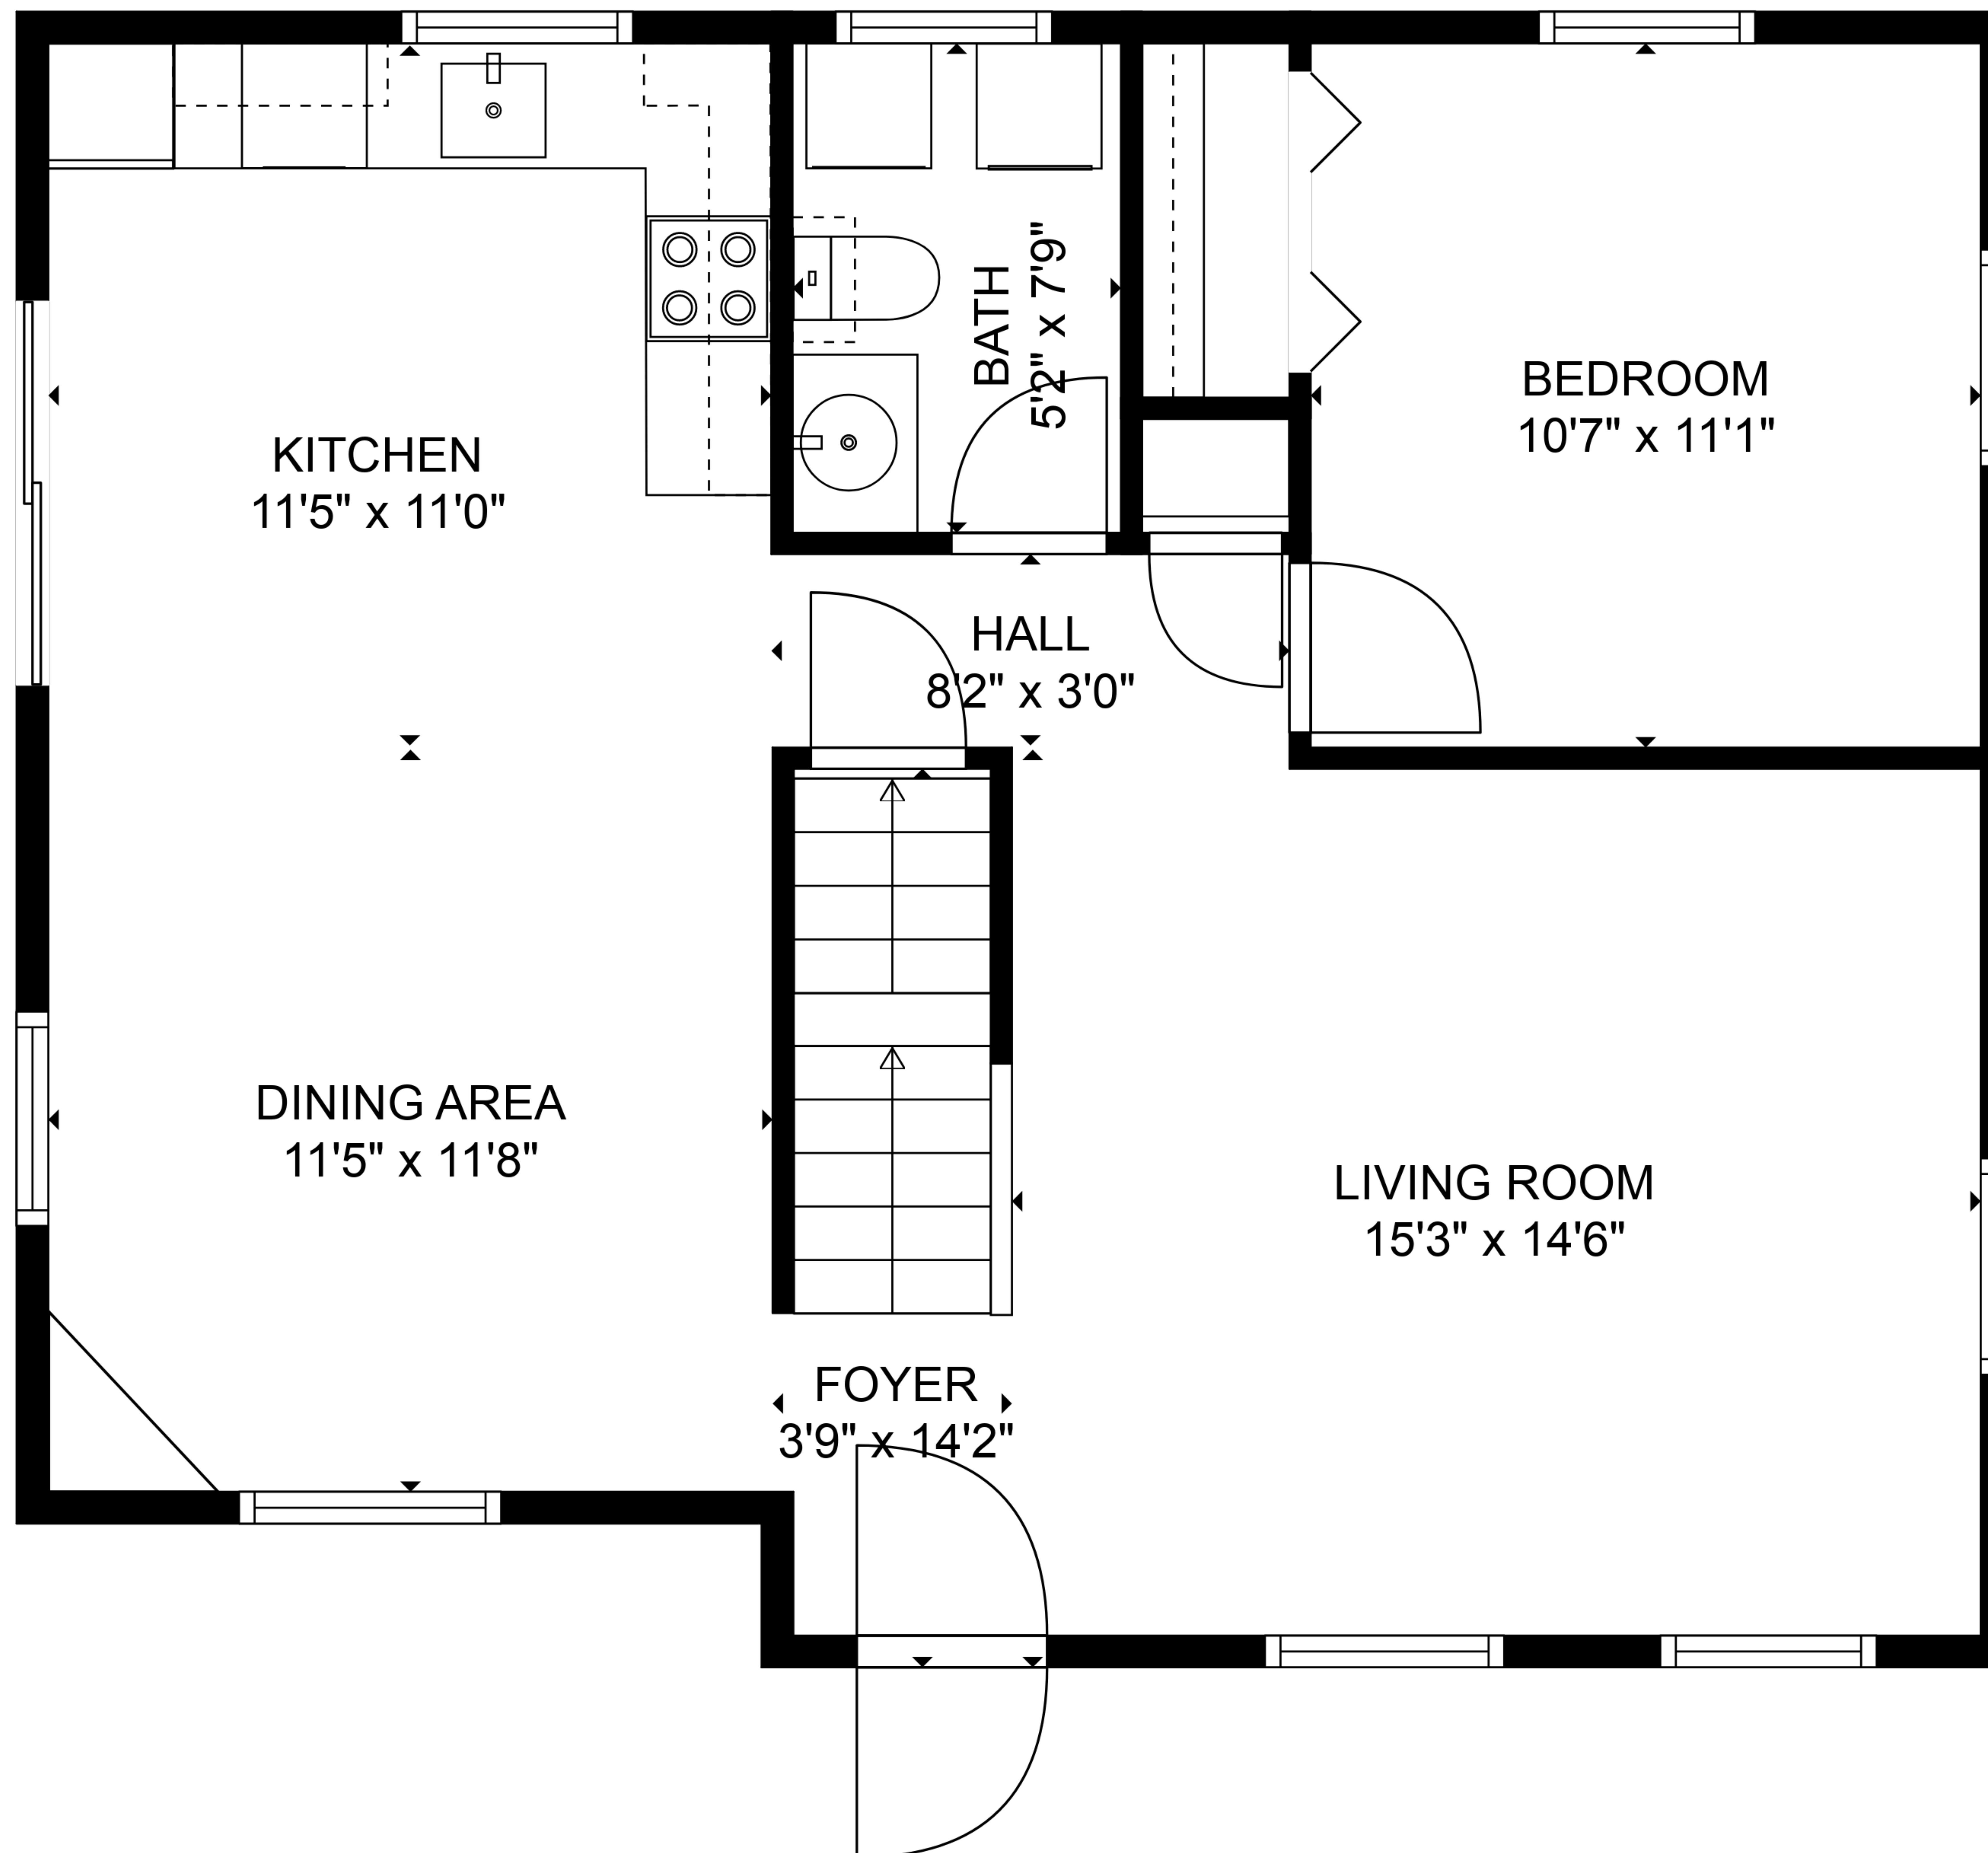 BATH
5'2" x 7'9"
BEDROOM
10'7" x 11'1"
KITCHEN
11'5" x 11'0"
HALL
8'2" x 3'0"
DINING AREA
11'5" x 11'8"
LIVING ROOM
15'3" x 14'6"
FOYER
3'9" x 14'2"